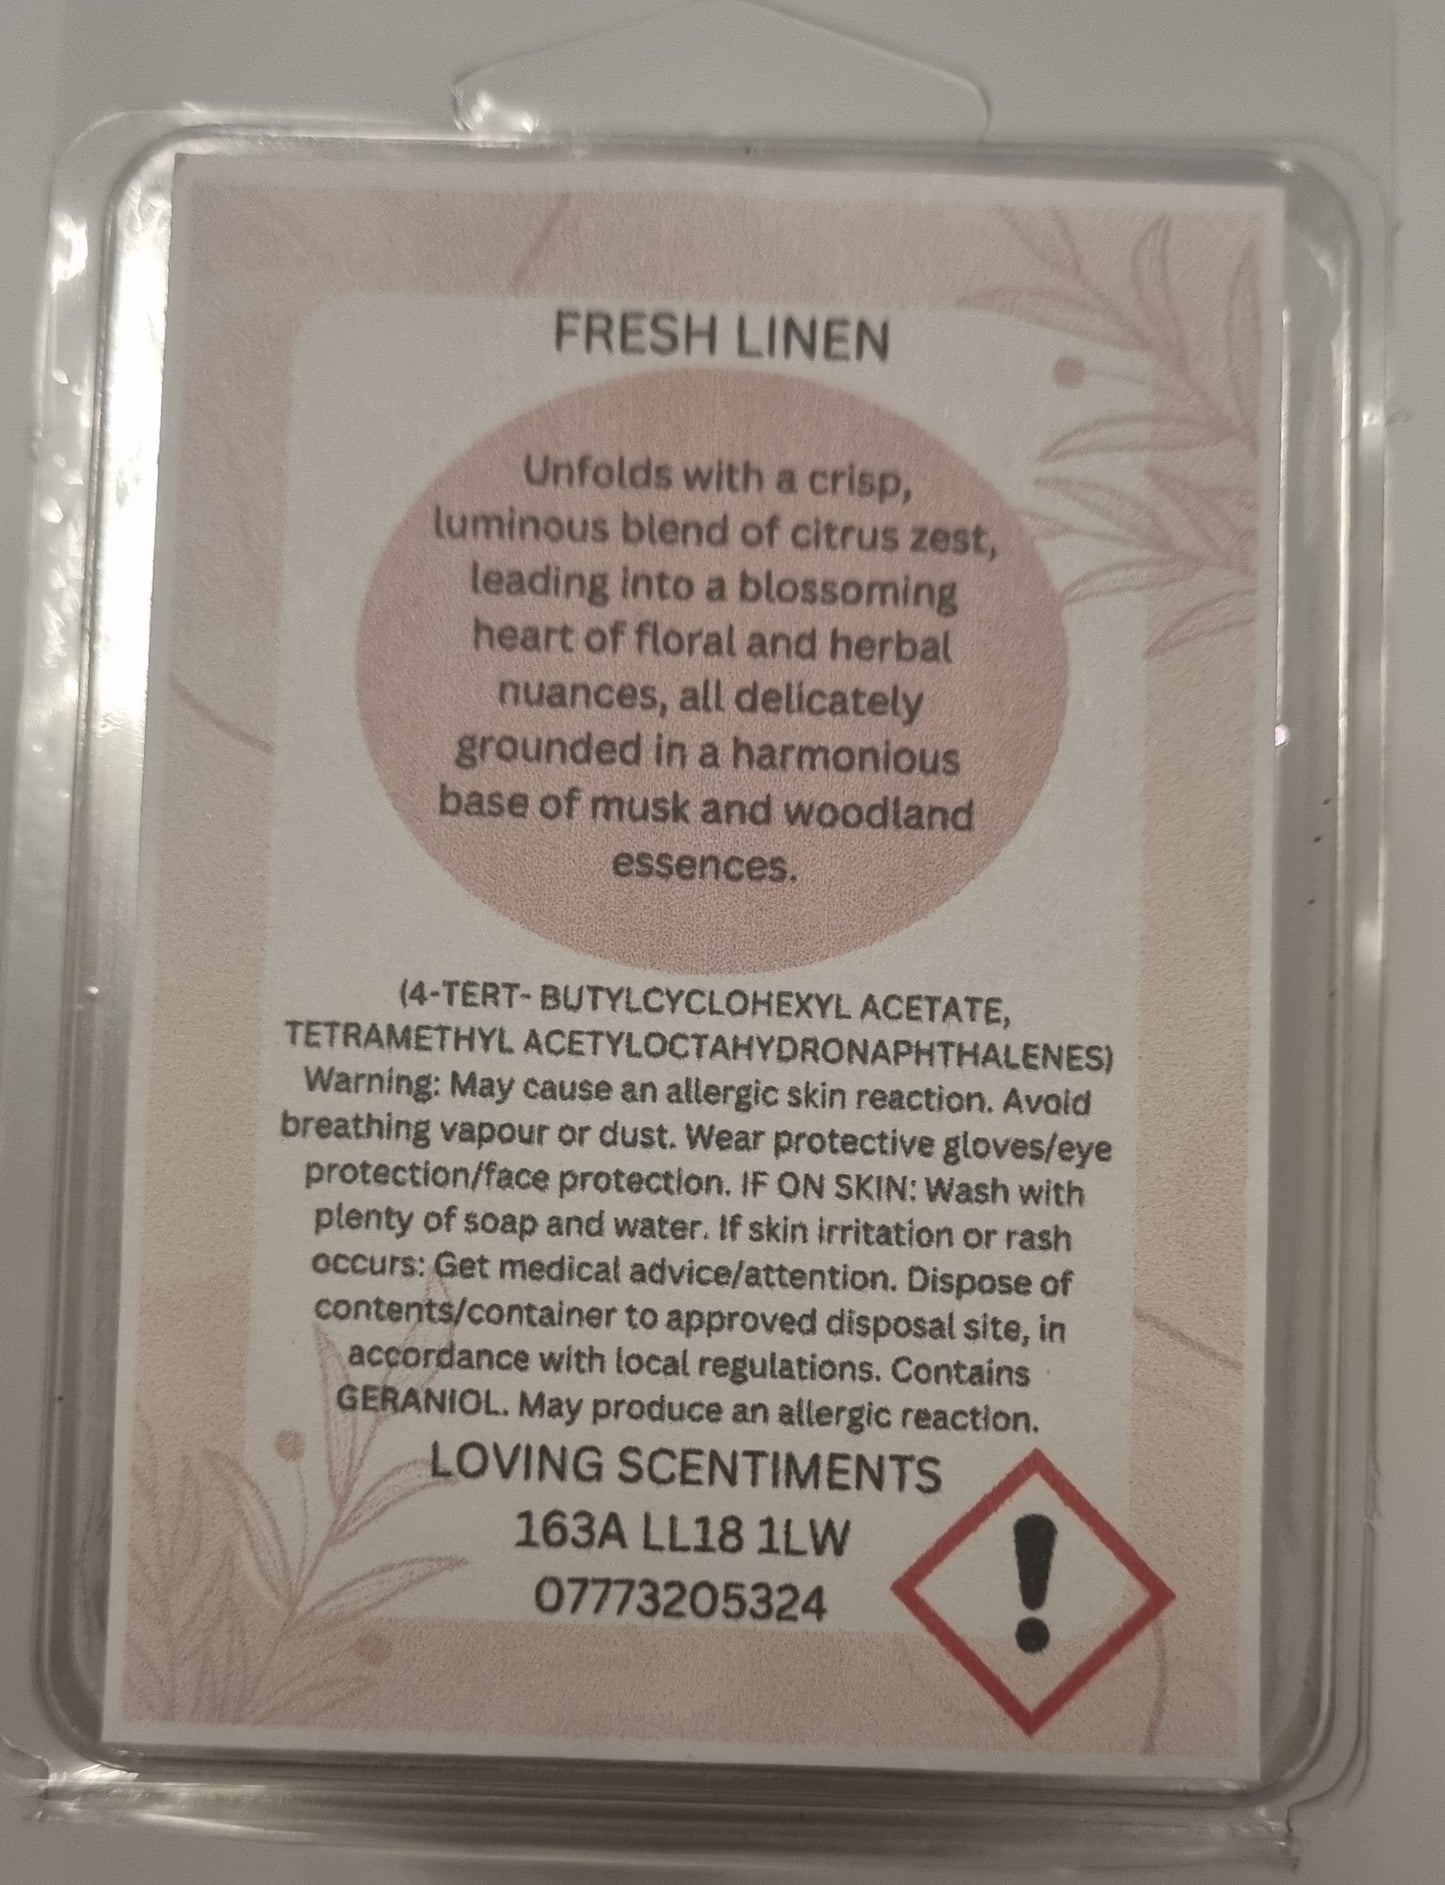 FRESH LINEN
Unfolds with a crisp,
luminous blend of citrus zest,
leading into a blossoming
heart of floral and herbal
nuances, all delicately
grounded in a harmonious
base of musk and woodland
essences.
(4-TERT- BUTYLCYCLOHEXYL ACETATE,
TETRAMETHYL ACETYLOCTAHYDRONAPHTHALENES)
Warning: May cause an allergic skin reaction. Avoid
breathing vapour or dust. Wear protective gloves/eye
protection/face protection. IF ON SKIN: Wash with
plenty of soap and water. If skin irritation or rash
occurs: Get medical advice/attention. Dispose of
contents/container to approved disposal site, in
accordance with local regulations. Contains
GERANIOL. May produce an allergic reaction.
LOVING SCENTIMENTS
163A LL18 1LW
07773205324